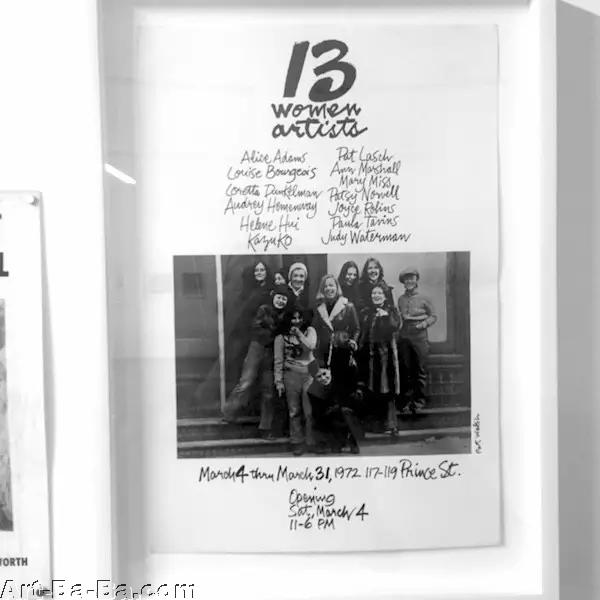 13
women
artists
Alice Adams
Louise Bourgeois
Loretta Dunkelman
Audrey Hemenway
Helene Hui
Kazuko
Pat Lasch
Ann Marshall
Mary Miss
Patsy Norvell
Joyce Robins
Paula Tavins
Judy Waterman
March 4 thru March 31, 1972 117-119 Prince St.
Opening
Sat, March 4
11-6 PM
ORTH
Art-Ba-Ba.com